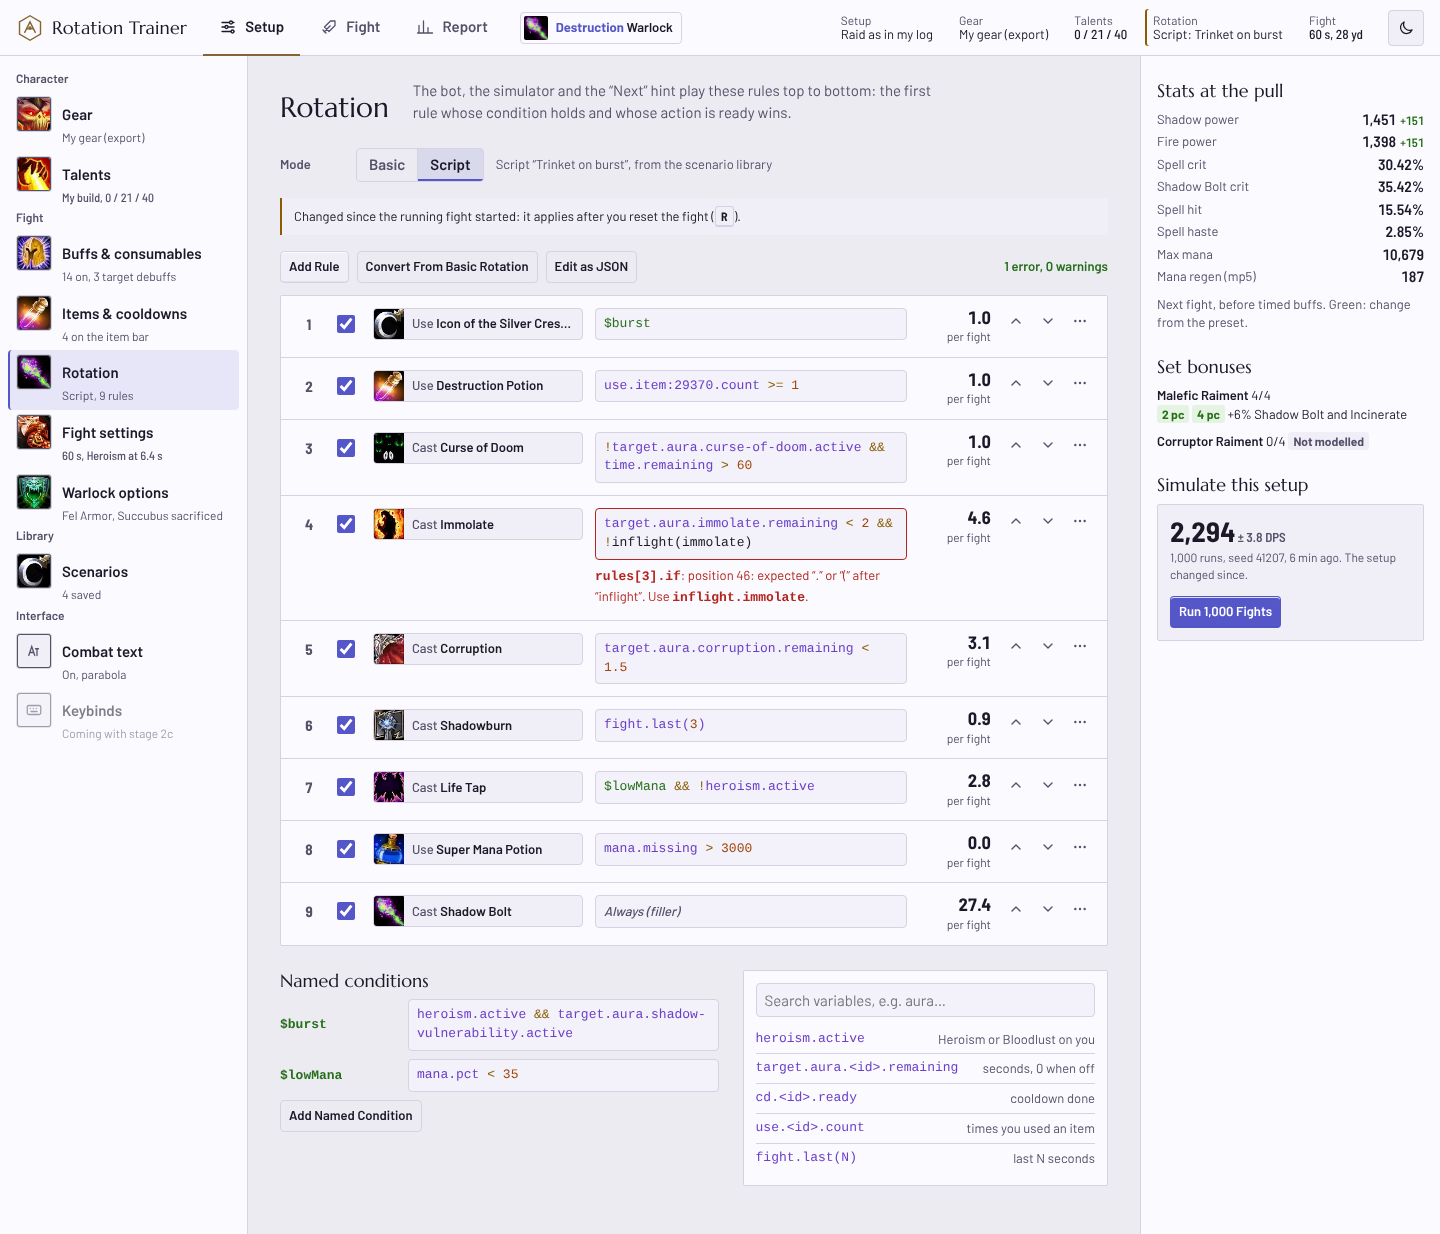 Rotation Trainer
Setup
Fight
Report
Destruction Warlock
Setup
Raid as in my log
Gear
My gear (export)
Talents
0 / 21 / 40
Rotation
Script: Trinket on burst
Fight
60 s, 28 yd
Character
Gear
My gear (export)
Talents
My build, 0 / 21 / 40
Fight
Buffs & consumables
14 on, 3 target debuffs
Items & cooldowns
4 on the item bar
Rotation
Script, 9 rules
Fight settings
60 s, Heroism at 6.4 s
Warlock options
Fel Armor, Succubus sacrificed
Library
Scenarios
4 saved
Interface
AT
Combat text
On, parabola
Keybinds
Coming with stage 2c
Rotation
The bot, the simulator and the “Next” hint play these rules top to bottom: the first
rule whose condition holds and whose action is ready wins.
Mode
Basic
Script
Script “Trinket on burst”, from the scenario library
Changed since the running fight started: it applies after you reset the fight ( R ).
Add Rule
Convert From Basic Rotation
Edit as JSON
1 error, 0 warnings
1
Use Icon of the Silver Cres...
$burst
1.0
per fight
2
Use Destruction Potion
use.item:29370.count >= 1
1.0
per fight
3
Cast Curse of Doom
!target.aura.curse-of-doom.active &&
time.remaining > 60
1.0
per fight
4
Cast Immolate
target.aura.immolate.remaining < 2 &&
!inflight(immolate)
4.6
per fight
rules[3].if: position 46: expected “.” or “(” after
“inflight”. Use inflight.immolate.
5
Cast Corruption
target.aura.corruption.remaining <
1.5
3.1
per fight
6
Cast Shadowburn
fight.last(3)
0.9
per fight
7
Cast Life Tap
$lowMana && !heroism.active
2.8
per fight
8
Use Super Mana Potion
mana.missing > 3000
0.0
per fight
9
Cast Shadow Bolt
Always (filler)
27.4
per fight
Named conditions
$burst
heroism.active && target.aura.shadow-
vulnerability.active
$lowMana
mana.pct < 35
Add Named Condition
Search variables, e.g. aura...
heroism.active
Heroism or Bloodlust on you
target.aura.<id>.remaining
seconds, 0 when off
cd.<id>.ready
cooldown done
use.<id>.count
times you used an item
fight.last(N)
last N seconds
Stats at the pull
Shadow power
1,451 +151
Fire power
1,398 +151
Spell crit
30.42%
Shadow Bolt crit
35.42%
Spell hit
15.54%
Spell haste
2.85%
Max mana
10,679
Mana regen (mp5)
187
Next fight, before timed buffs. Green: change
from the preset.
Set bonuses
Malefic Raiment 4/4
2 pc 4 pc +6% Shadow Bolt and Incinerate
Corruptor Raiment 0/4 Not modelled
Simulate this setup
2,294 ± 3.8 DPS
1,000 runs, seed 41207, 6 min ago. The setup
changed since.
Run 1,000 Fights